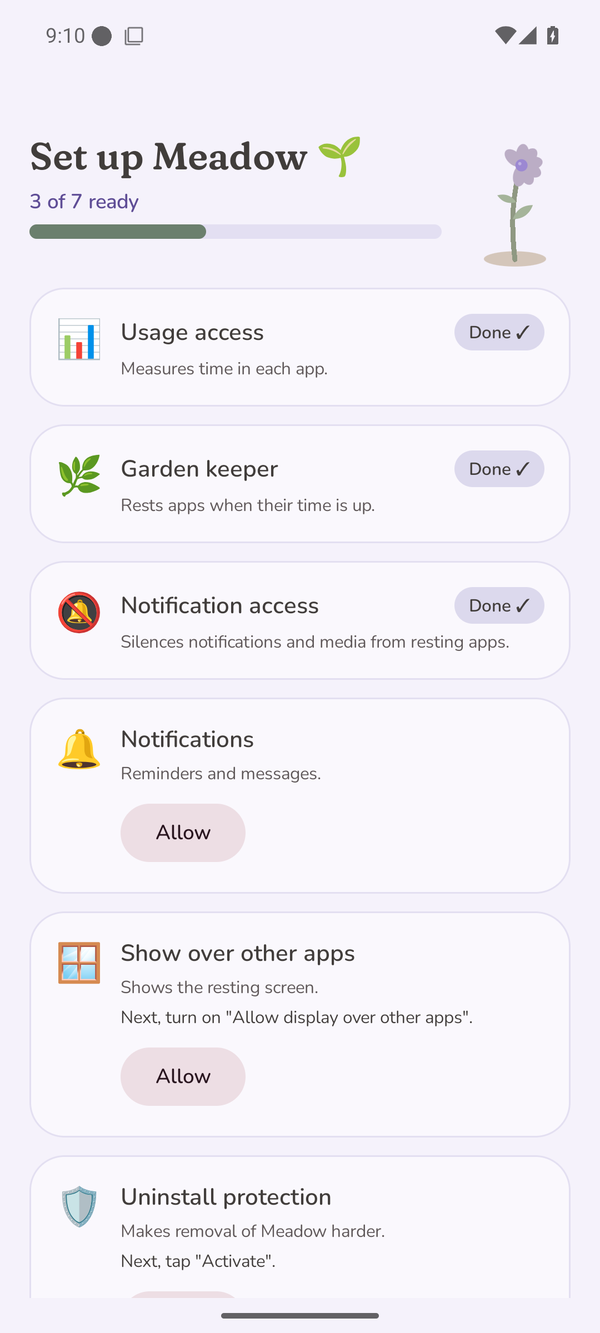 9:10
Set up Meadow 🌱
3 of 7 ready
Usage access
Done ✓
Measures time in each app.
Garden keeper
Done ✓
Rests apps when their time is up.
Notification access
Done ✓
Silences notifications and media from resting apps.
Notifications
Reminders and messages.
Allow
Show over other apps
Shows the resting screen.
Next, turn on "Allow display over other apps".
Allow
Uninstall protection
Makes removal of Meadow harder.
Next, tap "Activate".